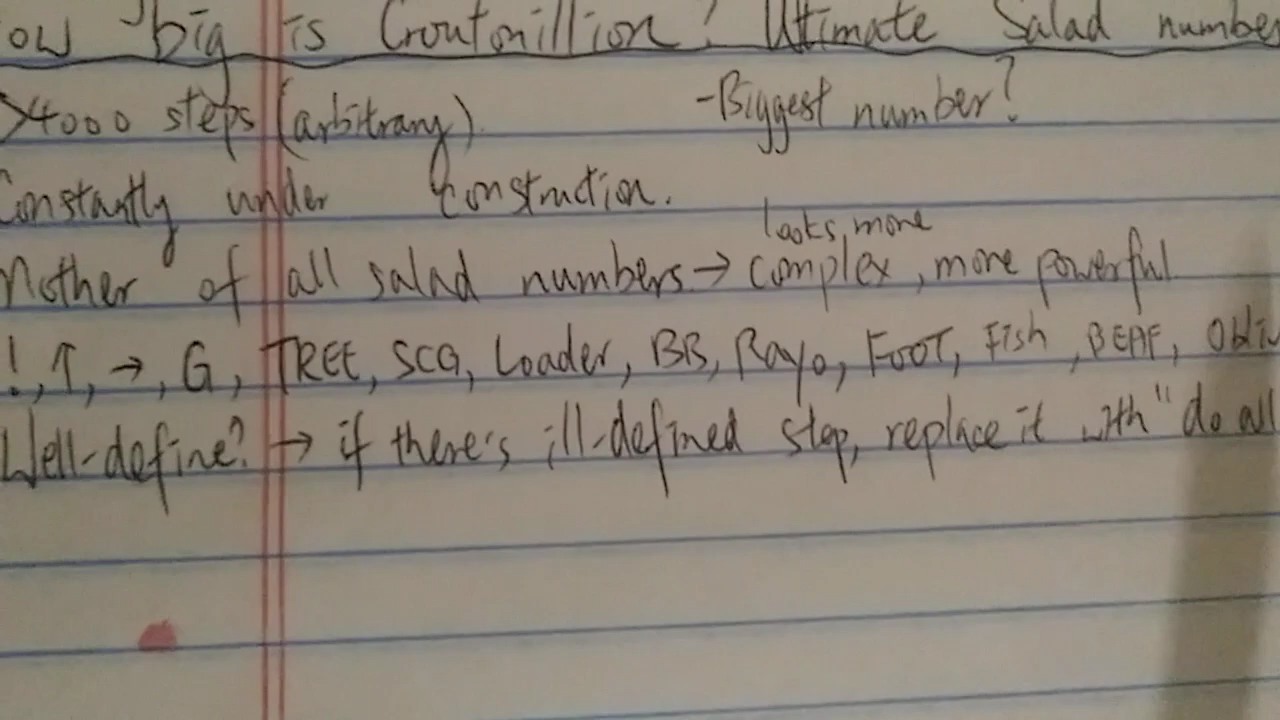 ow big is Croutonillion? Ultimate Salad number
>4000 steps (arbitrary). -Biggest number?
Constantly under construction.
looks more
Mother of all salad numbers → complex, more powerful
!, ↑, →, G, TREE, SCG, Loader, BB, Rayo, FOOT, Fish, BEAF, Obliv
Well-define? → if there's ill-defined step, replace it with "do all